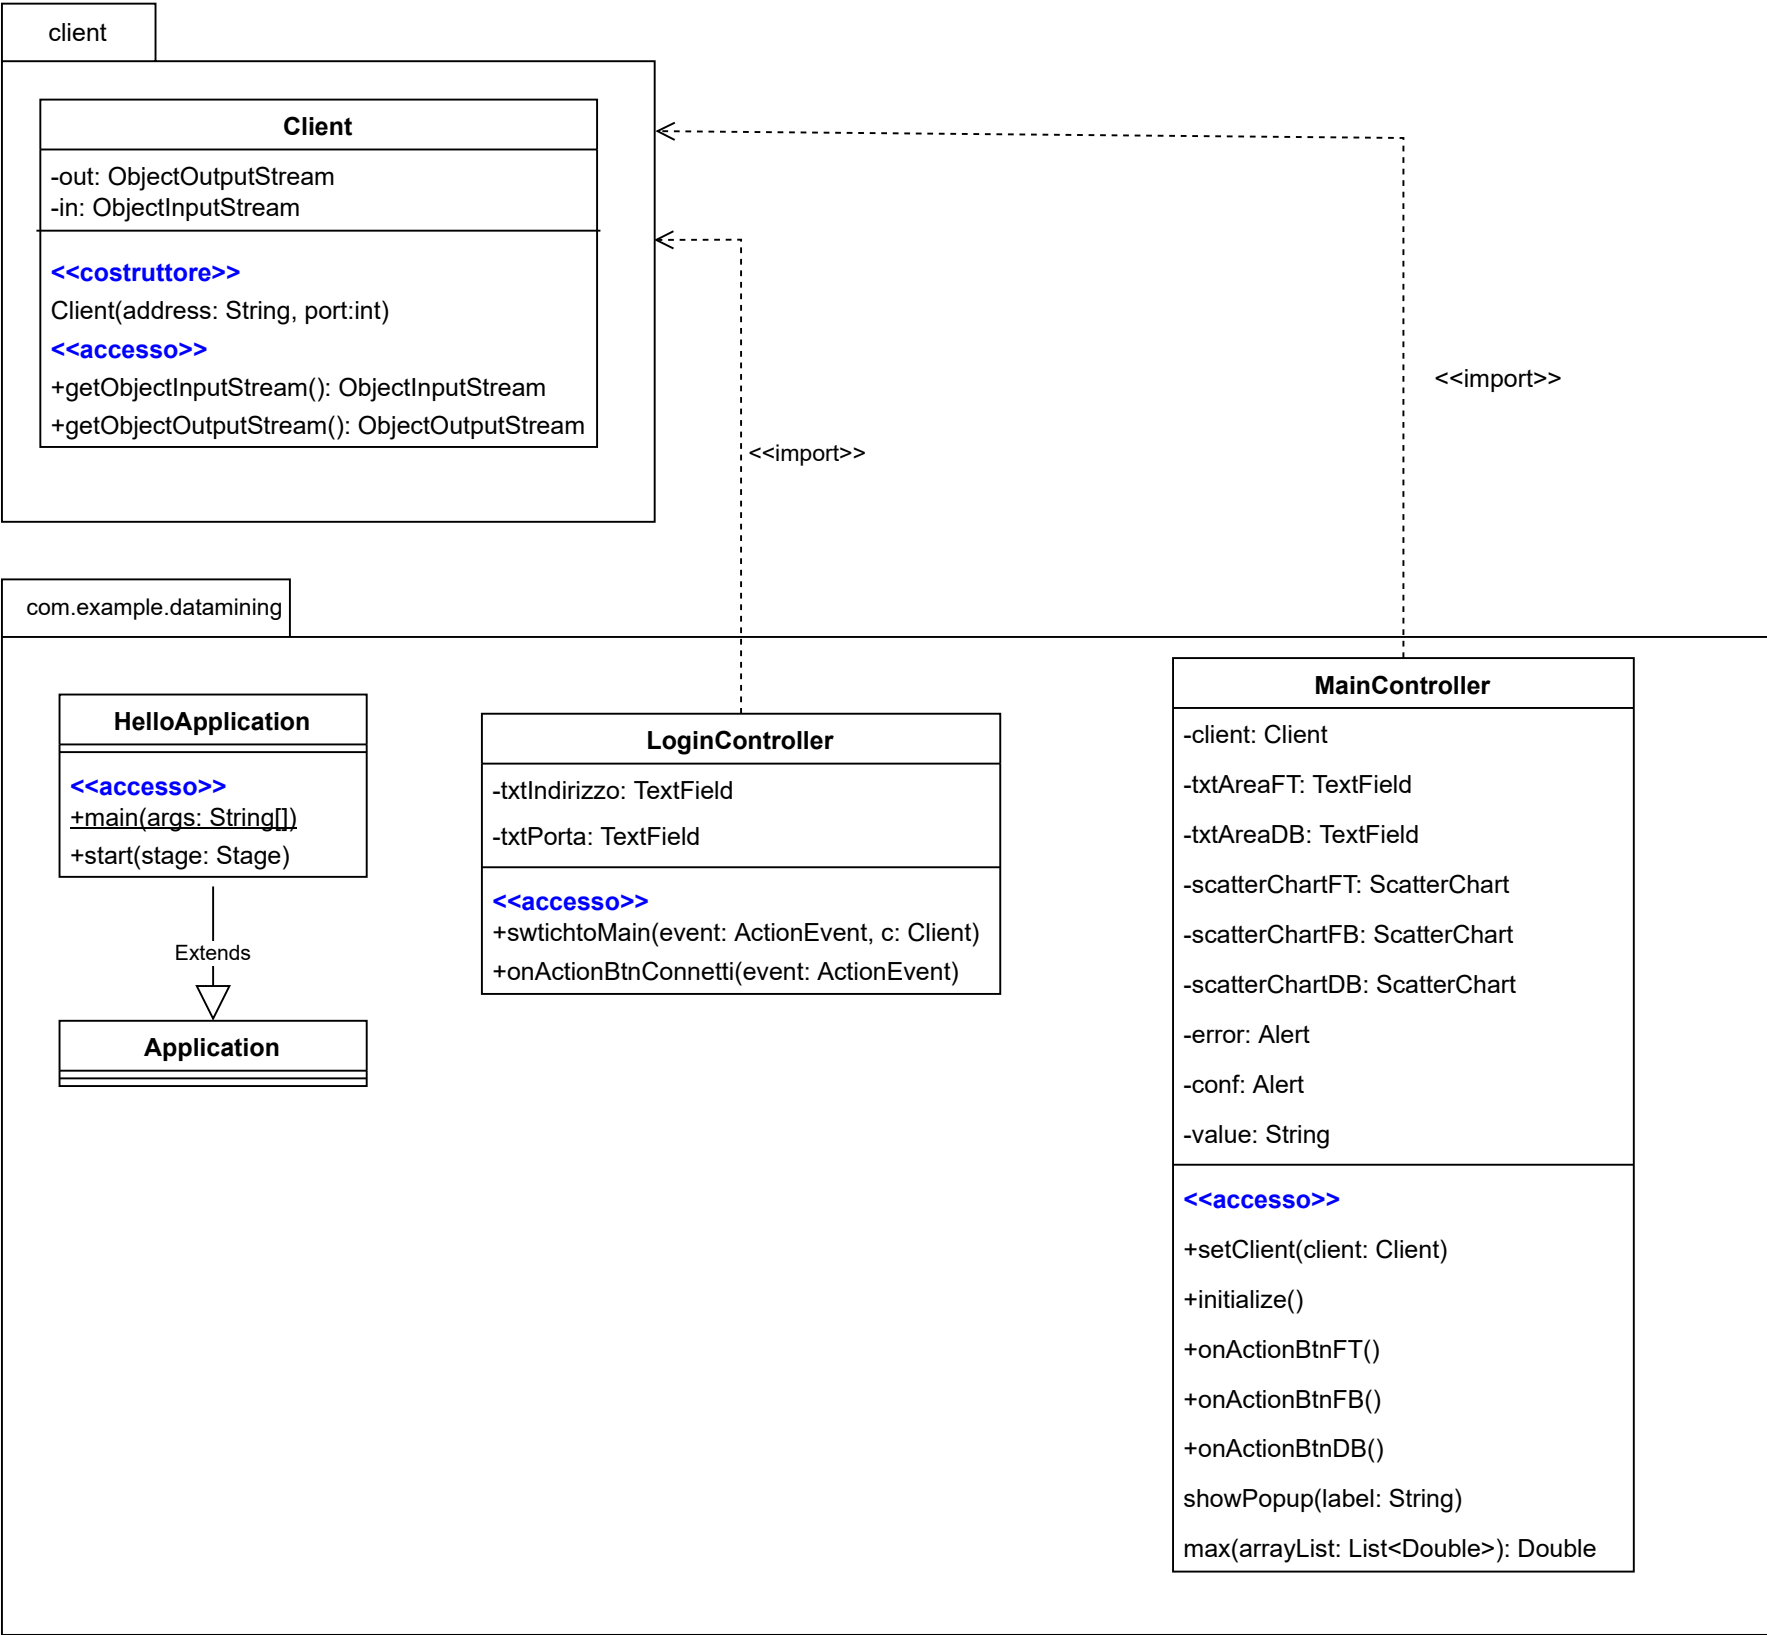 client
Client
-out: ObjectOutputStream
-in: ObjectInputStream
<<costruttore>>
Client(address: String, port:int)
<<accesso>>
+getObjectInputStream(): ObjectInputStream
+getObjectOutputStream(): ObjectOutputStream
<<import>>
<<import>>
com.example.datamining
HelloApplication
<<accesso>>
+main(args: String[])
+start(stage: Stage)
Extends
Application
LoginController
-txtIndirizzo: TextField
-txtPorta: TextField
<<accesso>>
+swtichtoMain(event: ActionEvent, c: Client)
+onActionBtnConnetti(event: ActionEvent)
MainController
-client: Client
-txtAreaFT: TextField
-txtAreaDB: TextField
-scatterChartFT: ScatterChart
-scatterChartFB: ScatterChart
-scatterChartDB: ScatterChart
-error: Alert
-conf: Alert
-value: String
<<accesso>>
+setClient(client: Client)
+initialize()
+onActionBtnFT()
+onActionBtnFB()
+onActionBtnDB()
showPopup(label: String)
max(arrayList: List<Double>): Double